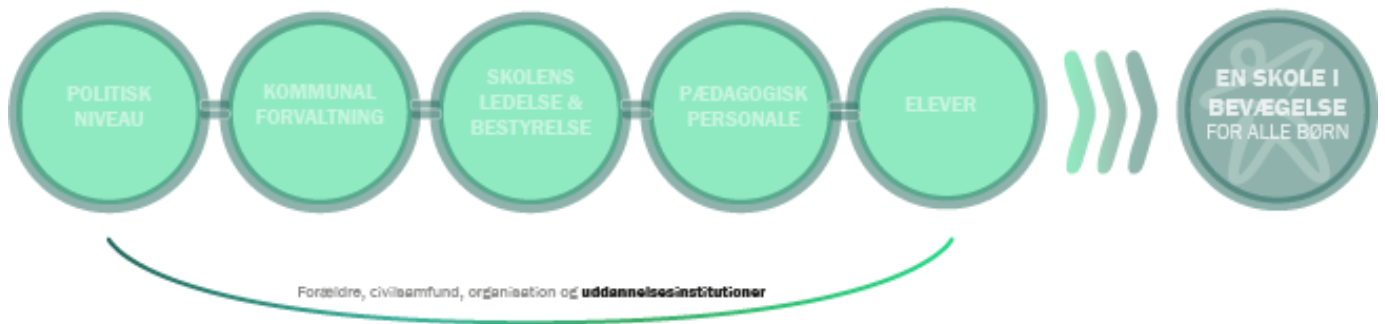 POLITISK
NIVEAU
KOMMUNAL
FORVALTNING
SKOLENS
LEDELSE &
BESTYRELSE
PÆDAGOGISK
PERSONALE
ELEVER
EN SKOLE I
BEVÆGELSE
FOR ALLE BØRN
Forældre, civilsamfund, organisation og uddannelsesinstitutioner